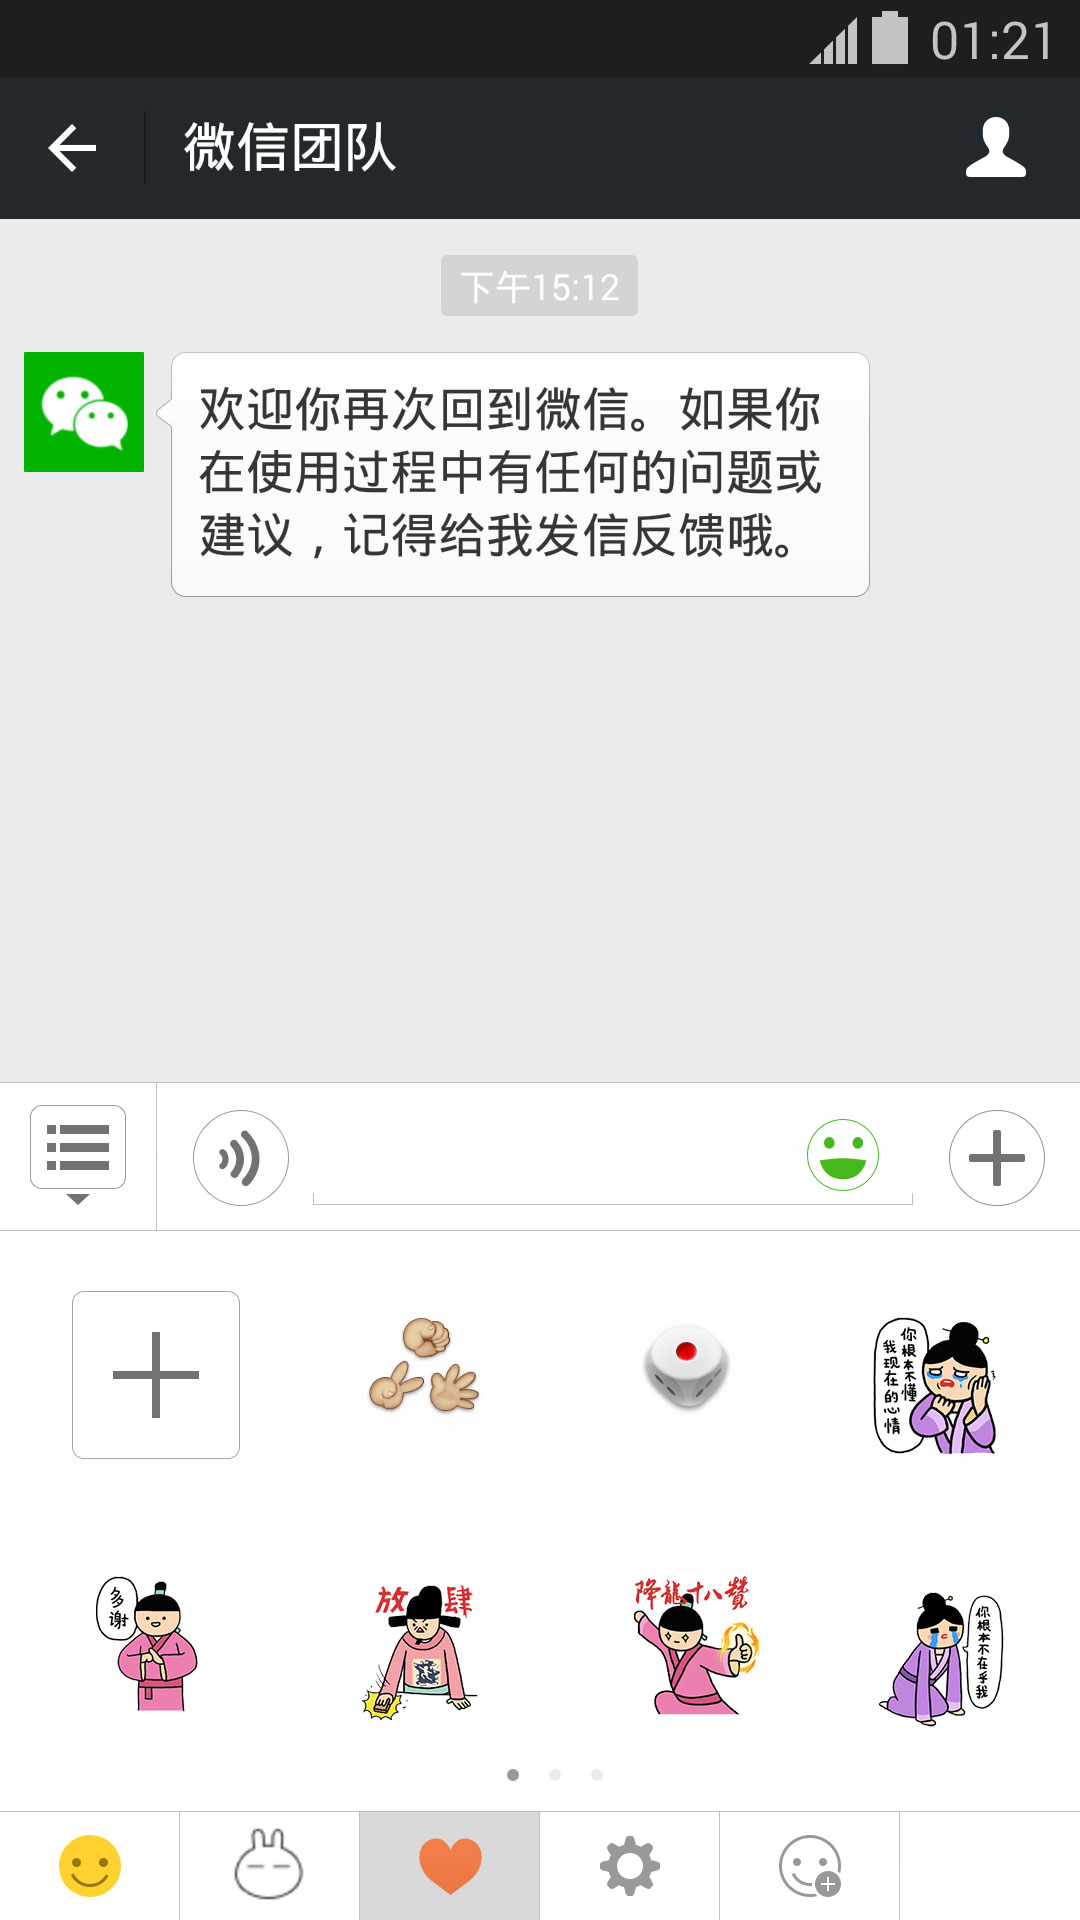 01:21
微信团队
下午15:12
欢迎你再次回到微信。如果你
在使用过程中有任何的问题或
建议，记得给我发信反馈哦。
你根本不懂
我现在的心情
多谢
放肆
降龍十八贊
你根本不在乎我